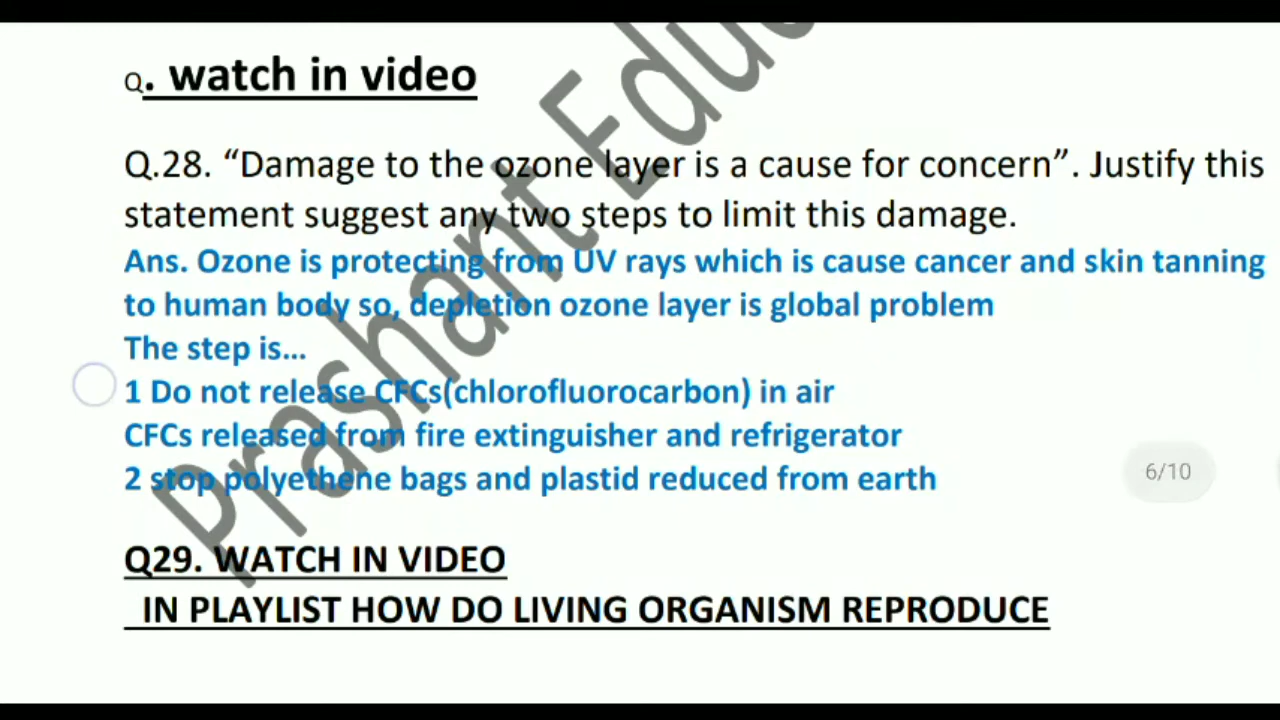 Q. watch in video
Q.28. “Damage to the ozone layer is a cause for concern”. Justify this
statement suggest any two steps to limit this damage.
Ans. Ozone is protecting from UV rays which is cause cancer and skin tanning
to human body so, depletion ozone layer is global problem
The step is...
1 Do not release CFCs(chlorofluorocarbon) in air
CFCs released from fire extinguisher and refrigerator
2 stop polyethene bags and plastid reduced from earth
6/10
Q29. WATCH IN VIDEO
IN PLAYLIST HOW DO LIVING ORGANISM REPRODUCE
Prashant Educ